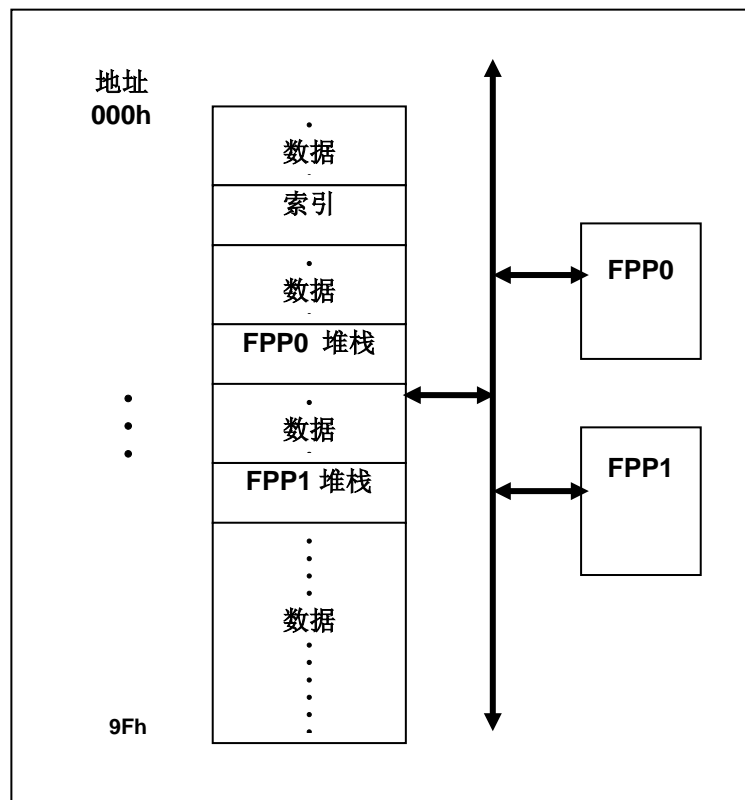 地址
000h
数据
索引
数据
FPP0 堆栈
数据
FPP1 堆栈
数据
9Fh
FPP0
FPP1